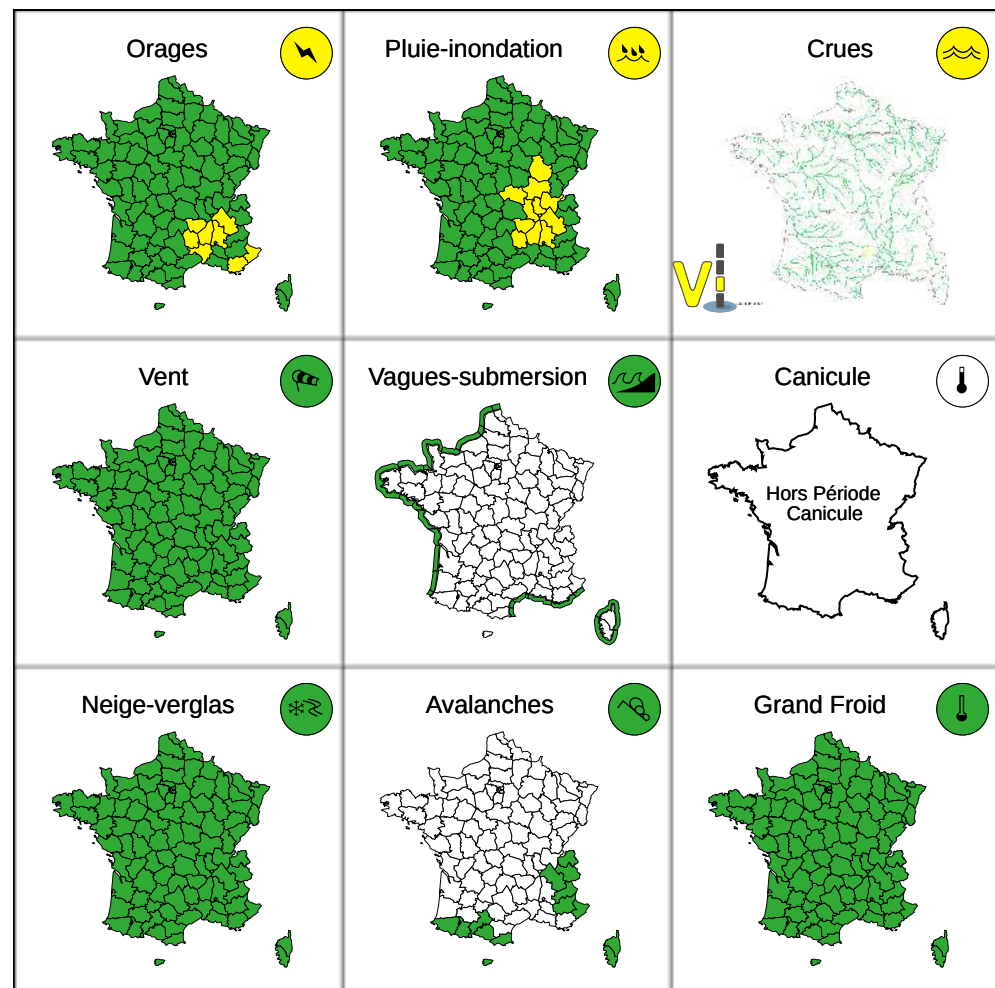 Orages
Pluie-inondation
Crues
Vent
Vagues-submersion
Canicule
Hors Période
Canicule
Neige-verglas
Avalanches
Grand Froid